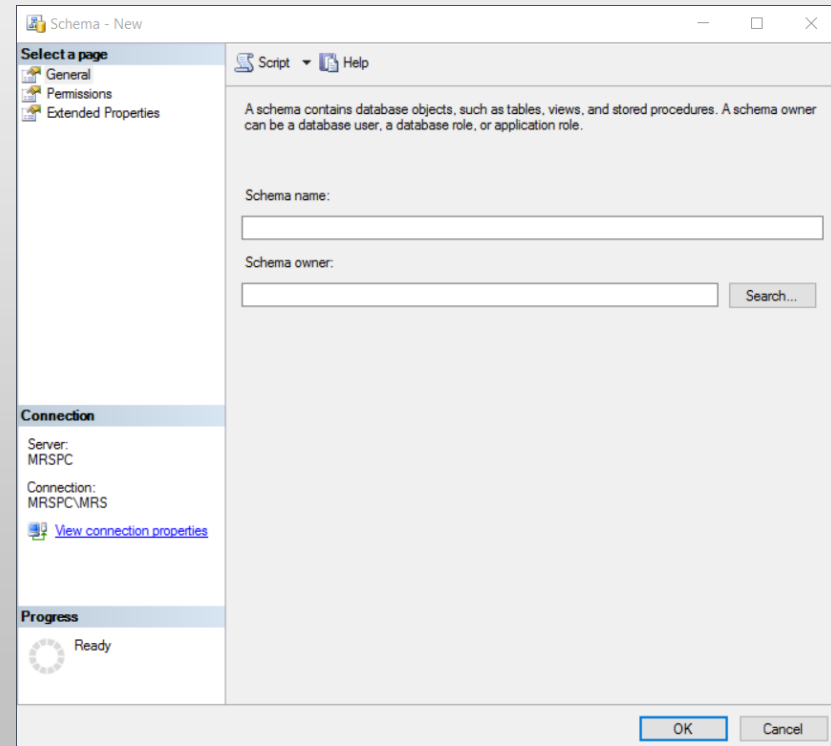 Schema - New
Select a page
General
Permissions
Extended Properties
Script
Help
A schema contains database objects, such as tables, views, and stored procedures. A schema owner
can be a database user, a database role, or application role.
Schema name:
Schema owner:
Search...
Connection
Server:
MRSPC
Connection:
MRSPC\MRS
View connection properties
Progress
Ready
OK
Cancel